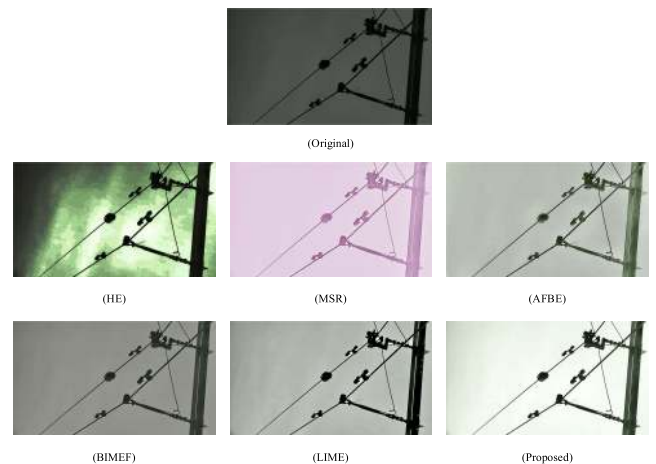 (Original)
(HE)
(MSR)
(AFBE)
(BIMEF)
(LIME)
(Proposed)